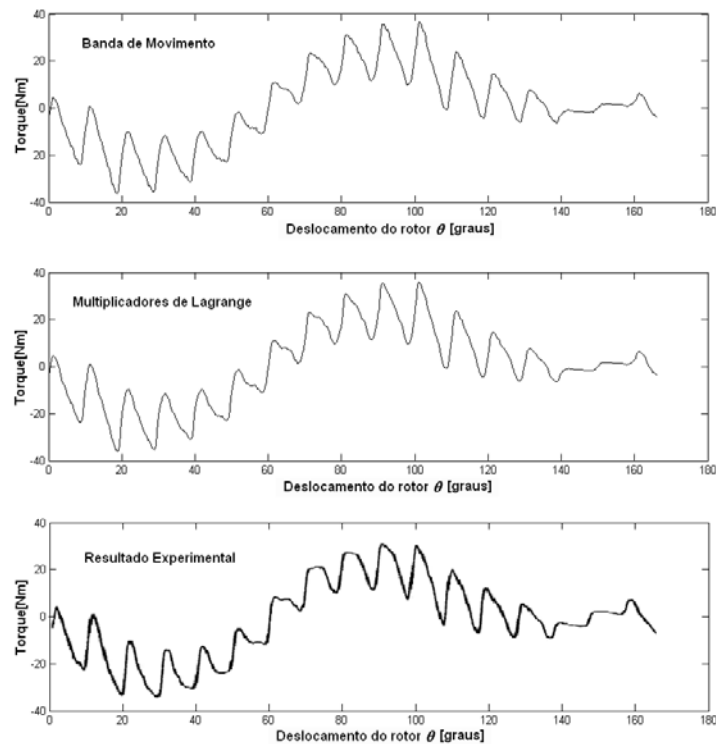 40
Banda de Movimento
20
0
20
-40
Torque[Nm]
0 20 40 60 80 100 120 140 160 180
Deslocamento do rotor θ [graus]
40
Multiplicadores de Lagrange
20
0
-20
-40
Torque[Nm]
0 20 40 60 80 100 120 140 160 180
Deslocamento do rotor θ [graus]
40
Resultado Experimental
20
0
-20
-40
Torque[Nm]
0 20 40 60 80 100 120 140 160 180
Deslocamento do rotor θ [graus]